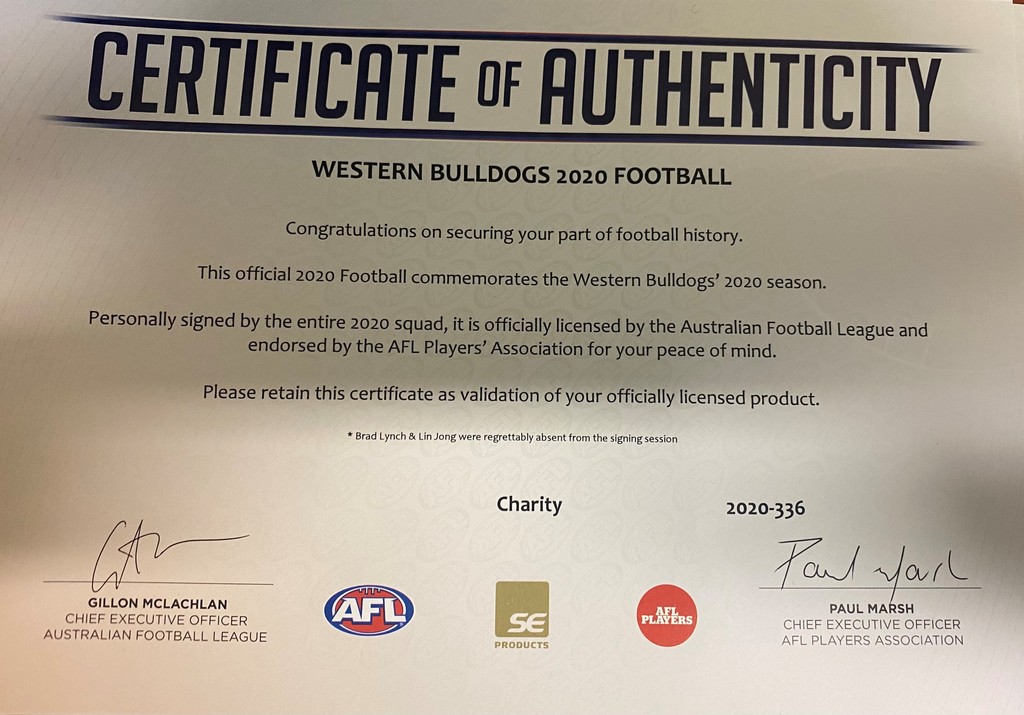 CERTIFICATE OF AUTHENTICITY
WESTERN BULLDOGS 2020 FOOTBALL
Congratulations on securing your part of football history.
This official 2020 Football commemorates the Western Bulldogs' 2020 season.
Personally signed by the entire 2020 squad, it is officially licensed by the Australian Football League and
endorsed by the AFL Players' Association for your peace of mind.
Please retain this certificate as validation of your officially licensed product.
* Brad Lynch & Lin Jong were regrettably absent from the signing session
Charity 2020-336
Paul Marsh
GILLON MCLACHLAN
CHIEF EXECUTIVE OFFICER
AUSTRALIAN FOOTBALL LEAGUE
AFL
SE
PRODUCTS
AFL
PLAYERS
PAUL MARSH
CHIEF EXECUTIVE OFFICER
AFL PLAYERS ASSOCIATION